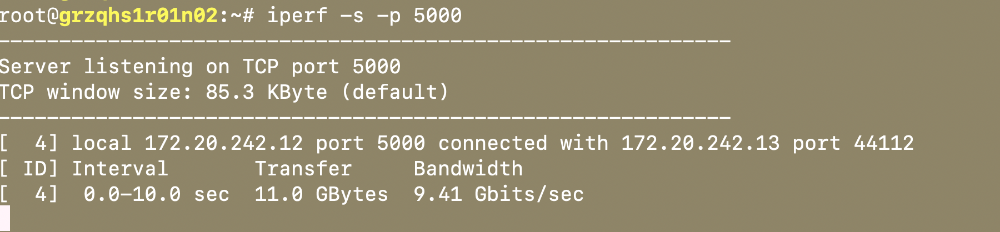 root@grzqhs1r01n02:~# iperf -s -p 5000
------------------------------------------------------------
Server listening on TCP port 5000
TCP window size: 85.3 KByte (default)
------------------------------------------------------------
[  4] local 172.20.242.12 port 5000 connected with 172.20.242.13 port 44112
[ ID] Interval       Transfer     Bandwidth
[  4]  0.0-10.0 sec  11.0 GBytes  9.41 Gbits/sec